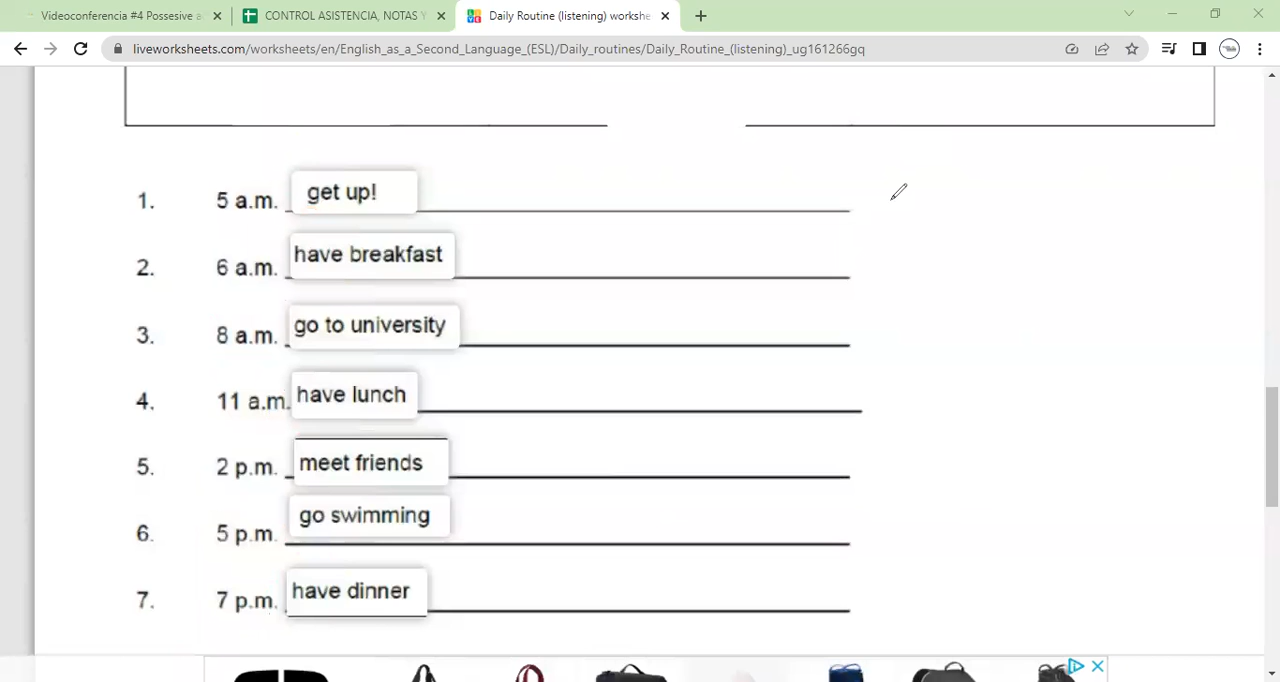 Videoconferencia #4 Possesive a
CONTROL ASISTENCIA, NOTAS Y
Daily Routine (listening) workshe
liveworksheets.com/worksheets/en/English_as_a_Second_Language_(ESL)/Daily_routines/Daily_Routine_(listening)_ug161266gq
1. 5 a.m. get up!
2. 6 a.m. have breakfast
3. 8 a.m. go to university
4. 11 a.m. have lunch
5. 2 p.m. meet friends
6. 5 p.m. go swimming
7. 7 p.m. have dinner